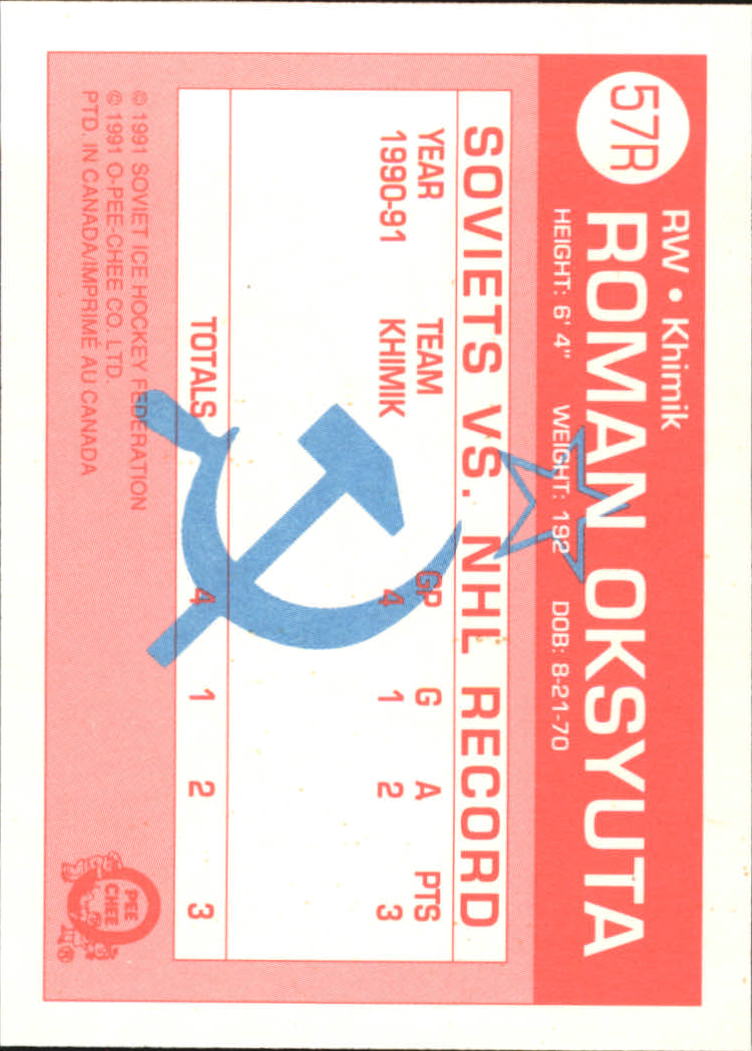 57R
RW • Khimik
ROMAN OKSYUTA
HEIGHT: 6' 4" WEIGHT: 192 DOB: 8-21-70
SOVIETS VS. NHL RECORD
YEAR TEAM GP G A PTS
1990-91 KHIMIK 4 1 2 3
TOTALS 4 1 2 3
© 1991 SOVIET ICE HOCKEY FEDERATION
© 1991 O-PEE-CHEE CO. LTD.
PTD. IN CANADA/IMPRIMÉ AU CANADA
O
PEE
CHEE
®